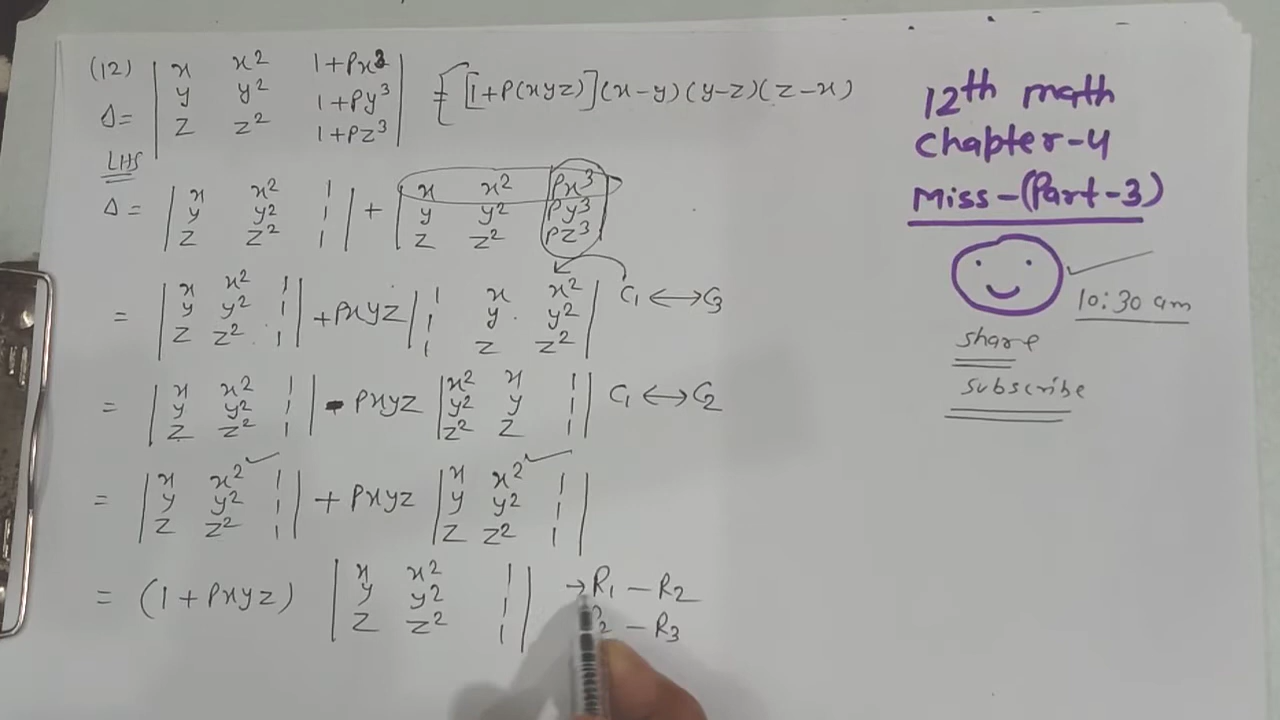 (12) | x x² 1+Px³ |
Δ= | y y² 1+Py³ | = [1+P(xyz)](x-y)(y-z)(z-x)
| z z² 1+Pz³ |
LHS
Δ= | x x² 1 | + | x x² Px³ |
| y y² 1 | | y y² Py³ |
| z z² 1 | | z z² Pz³ |
= | x x² 1 | +Pxyz | 1 x x² | C₁ ↔ C₃
| y y² 1 | | 1 y y² |
| z z² 1 | | 1 z z² |
= | x x² 1 | - Pxyz | x² x 1 | C₁ ↔ C₂
| y y² 1 | | y² y 1 |
| z z² 1 | | z² z 1 |
= | x x² 1 | + Pxyz | x x² 1 |
| y y² 1 | | y y² 1 |
| z z² 1 | | z z² 1 |
= (1+Pxyz) | x x² 1 | → R₁ - R₂
| y y² 1 |
| z z² 1 | - R₃
12th math
chapter-4
Miss-(Part-3)
10:30 am
share
subscribe